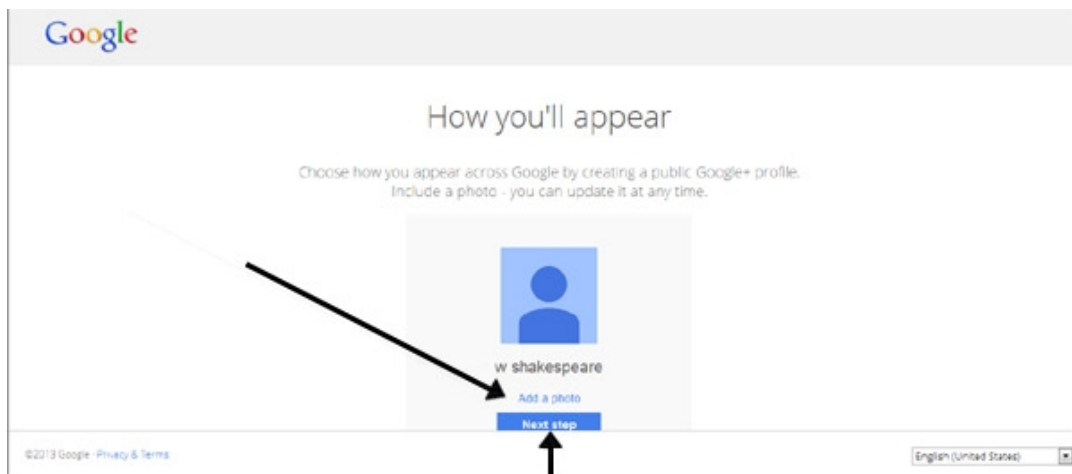 Google
How you'll appear
Choose how you appear across Google by creating a public Google+ profile.
Include a photo - you can update it at any time.
w shakespeare
Add a photo
Next step
©2013 Google · Privacy & Terms
English (United States)